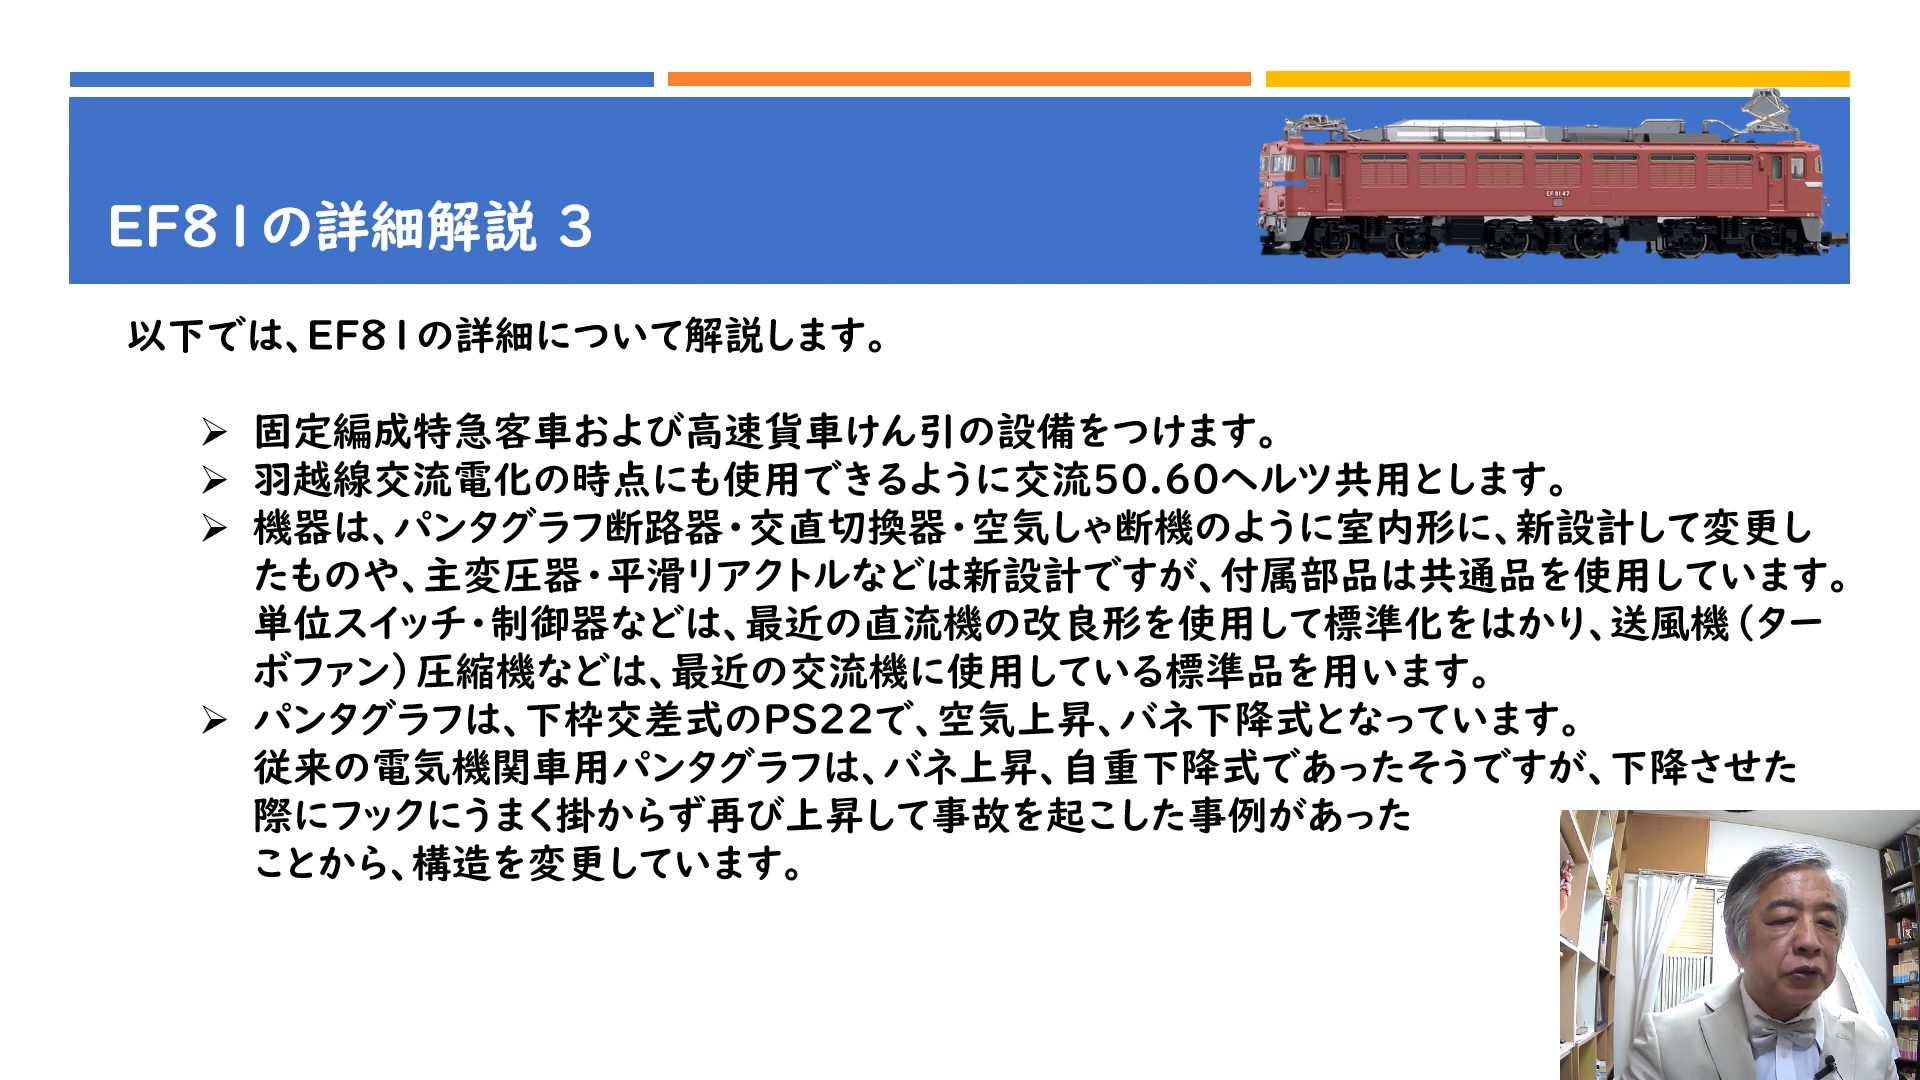 EF81の詳細解説 3
EF 81 47
以下では、EF81の詳細について解説します。
➢ 固定編成特急客車および高速貨車けん引の設備をつけます。
➢ 羽越線交流電化の時点にも使用できるように交流50.60ヘルツ共用とします。
➢ 機器は、パンタグラフ断路器・交直切換器・空気しゃ断機のように室内形に、新設計して変更し
たものや、主変圧器・平滑リアクトルなどは新設計ですが、付属部品は共通品を使用しています。
単位スイッチ・制御器などは、最近の直流機の改良形を使用して標準化をはかり、送風機（ター
ボファン）圧縮機などは、最近の交流機に使用している標準品を用います。
➢ パンタグラフは、下枠交差式のPS22で、空気上昇、バネ下降式となっています。
従来の電気機関車用パンタグラフは、バネ上昇、自重下降式であったそうですが、下降させた
際にフックにうまく掛からず再び上昇して事故を起こした事例があった
ことから、構造を変更しています。